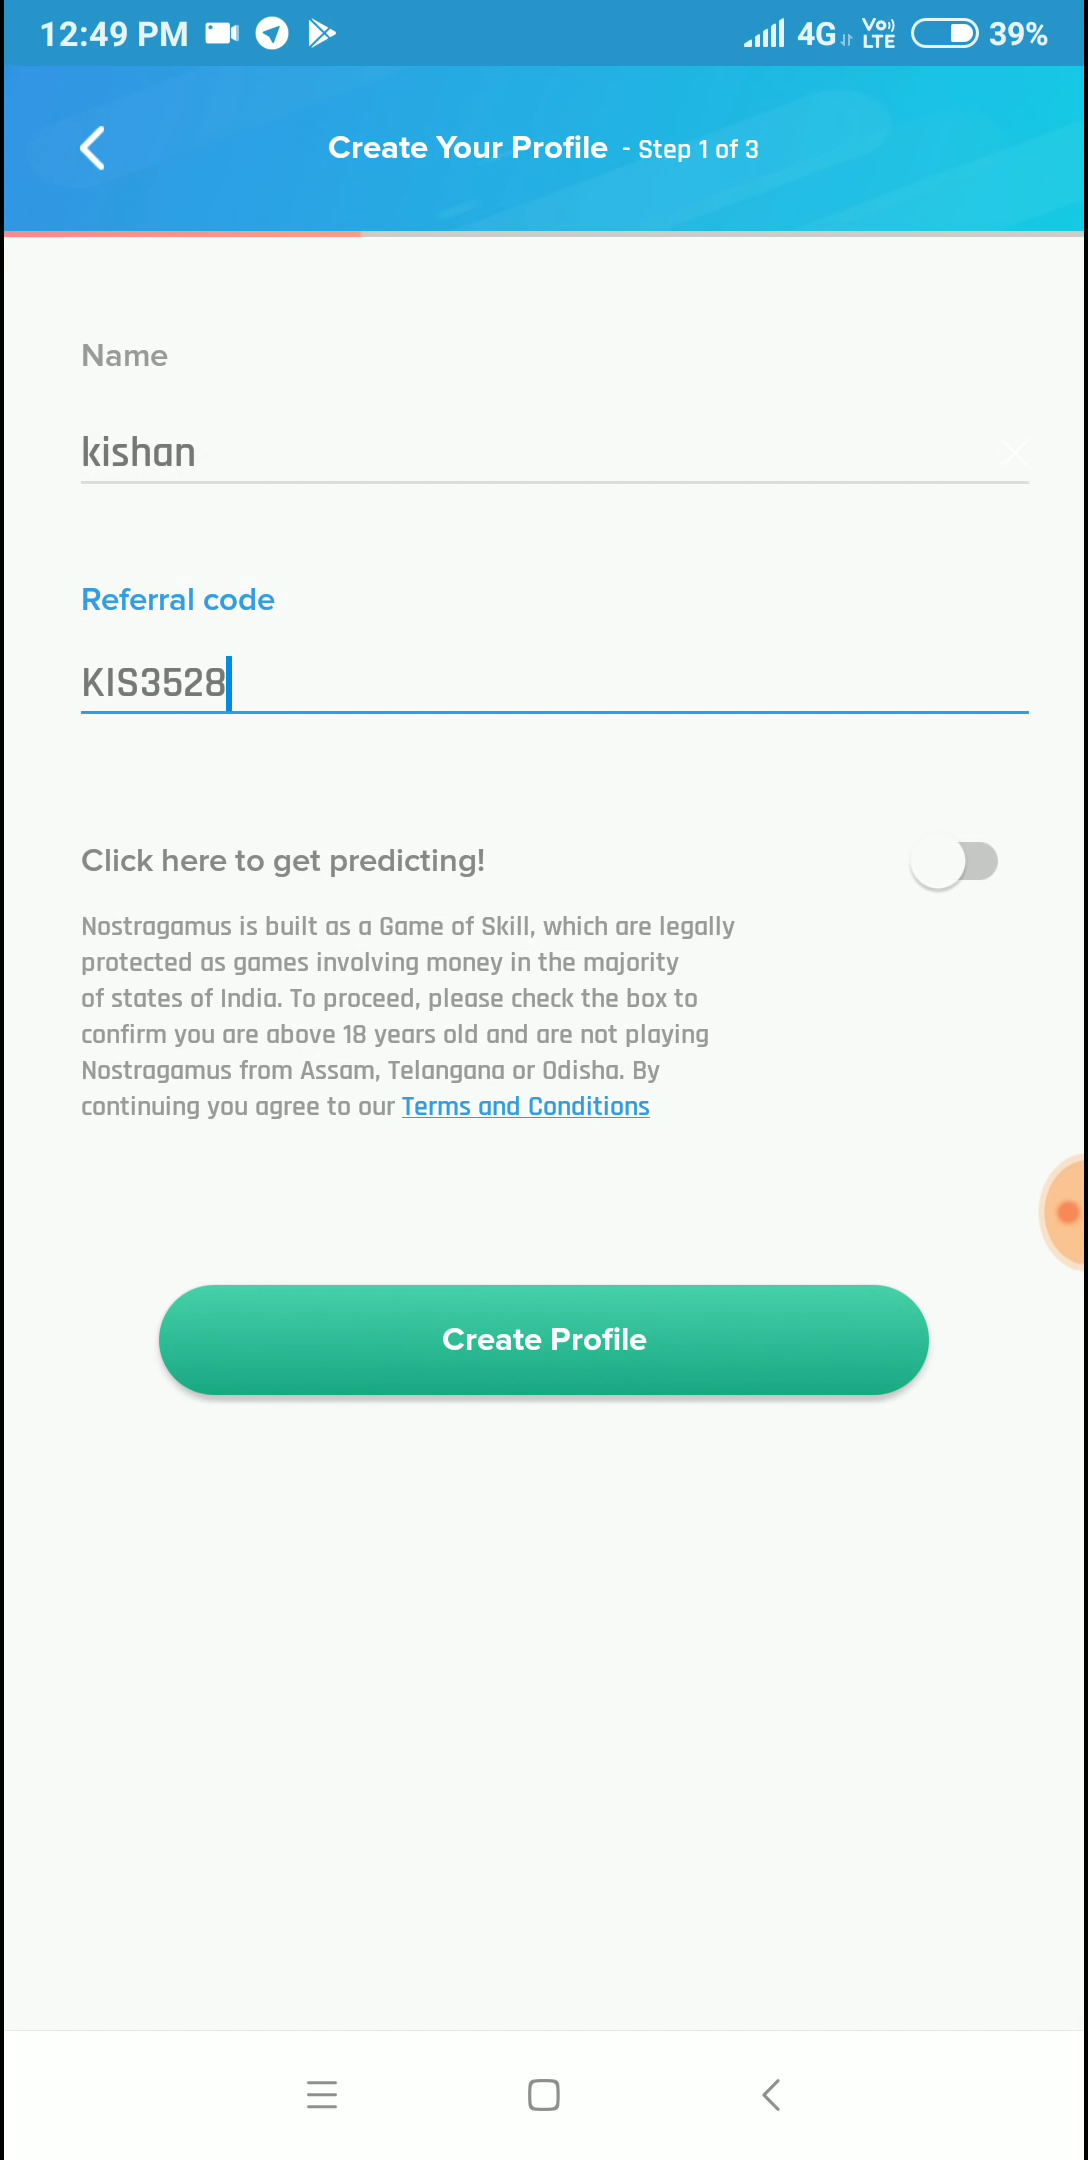 12:49 PM 4G Vo)) LTE 39%
Create Your Profile - Step 1 of 3
Name
kishan
Referral code
KIS3528
Click here to get predicting!
Nostragamus is built as a Game of Skill, which are legally
protected as games involving money in the majority
of states of India. To proceed, please check the box to
confirm you are above 18 years old and are not playing
Nostragamus from Assam, Telangana or Odisha. By
continuing you agree to our Terms and Conditions
Create Profile